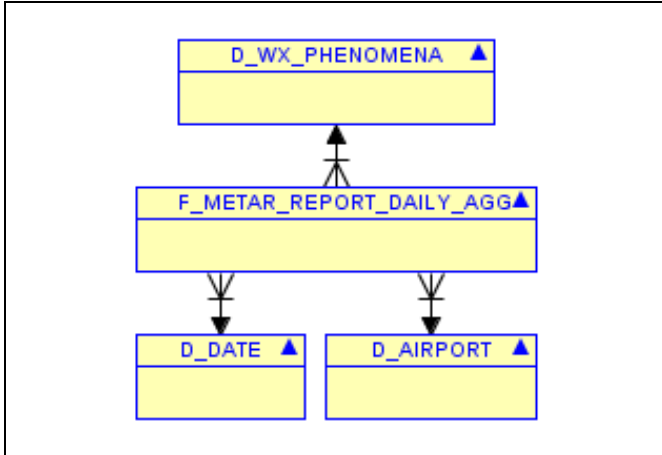 D_WX_PHENOMENA
F_METAR_REPORT_DAILY_AGG
D_DATE
D_AIRPORT